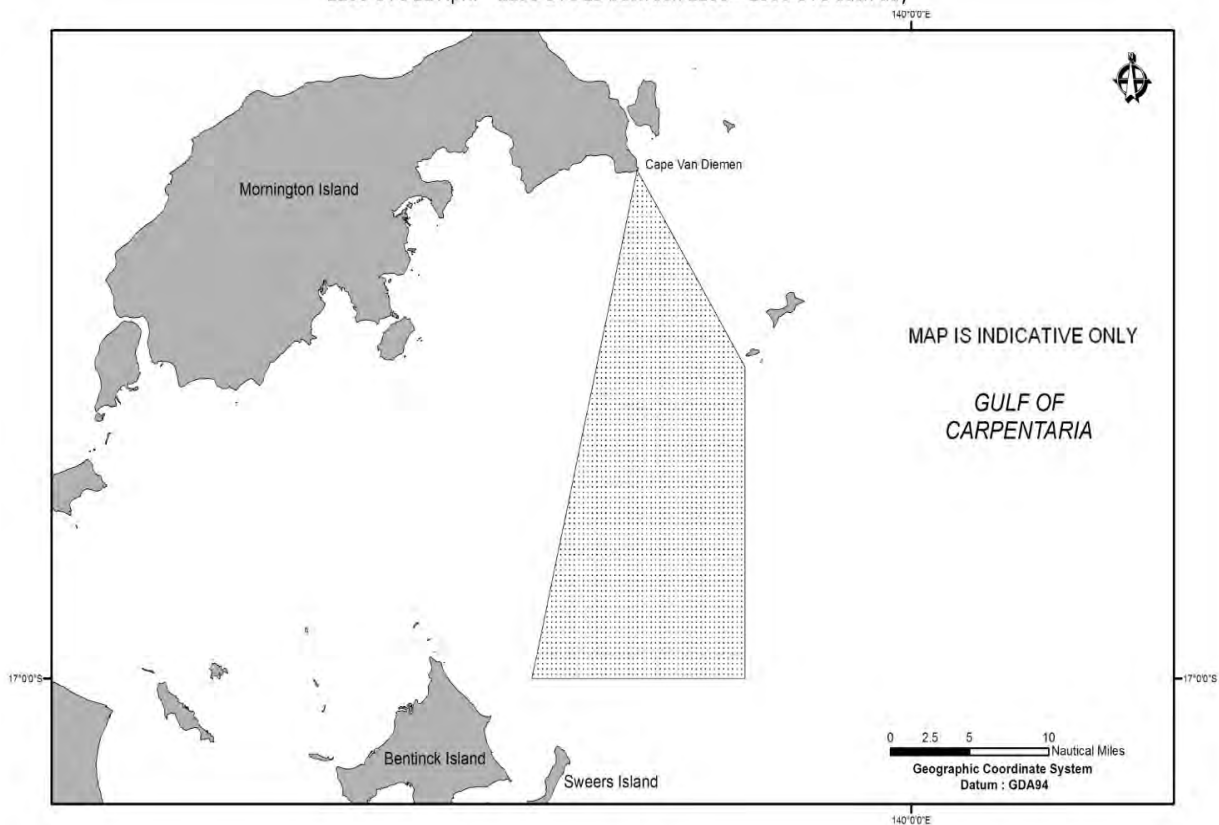 140°0'0"E
Cape Van Diemen
Mornington Island
MAP IS INDICATIVE ONLY
GULF OF
CARPENTARIA
17°0'0"S
17°0'0"S
Bentinck Island
Sweers Island
0 2.5 5 10
Nautical Miles
Geographic Coordinate System
Datum : GDA94
140°0'0"E